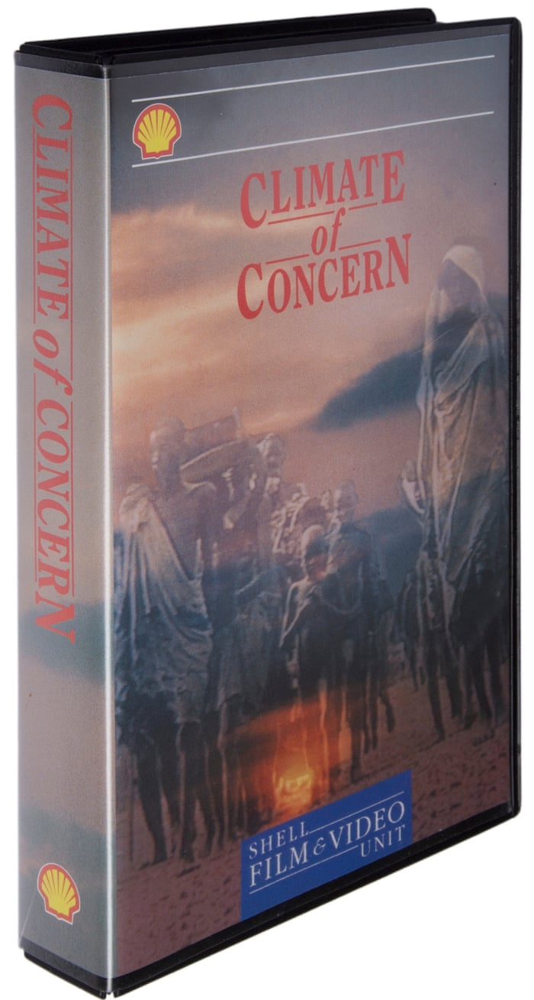 CLIMATE of CONCERN
CLIMATE
of
CONCERN
SHELL
FILM & VIDEO
UNIT